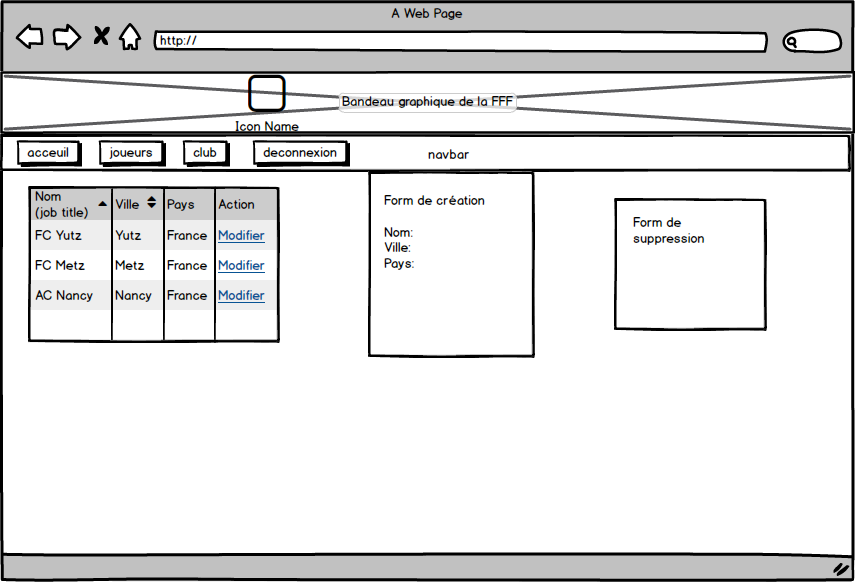 A Web Page
http://
Bandeau graphique de la FFF
Icon Name
acceuil joueurs club deconnexion navbar
Nom
(job title) Ville Pays Action
FC Yutz Yutz France Modifier
FC Metz Metz France Modifier
AC Nancy Nancy France Modifier
Form de création
Nom:
Ville:
Pays:
Form de
suppression